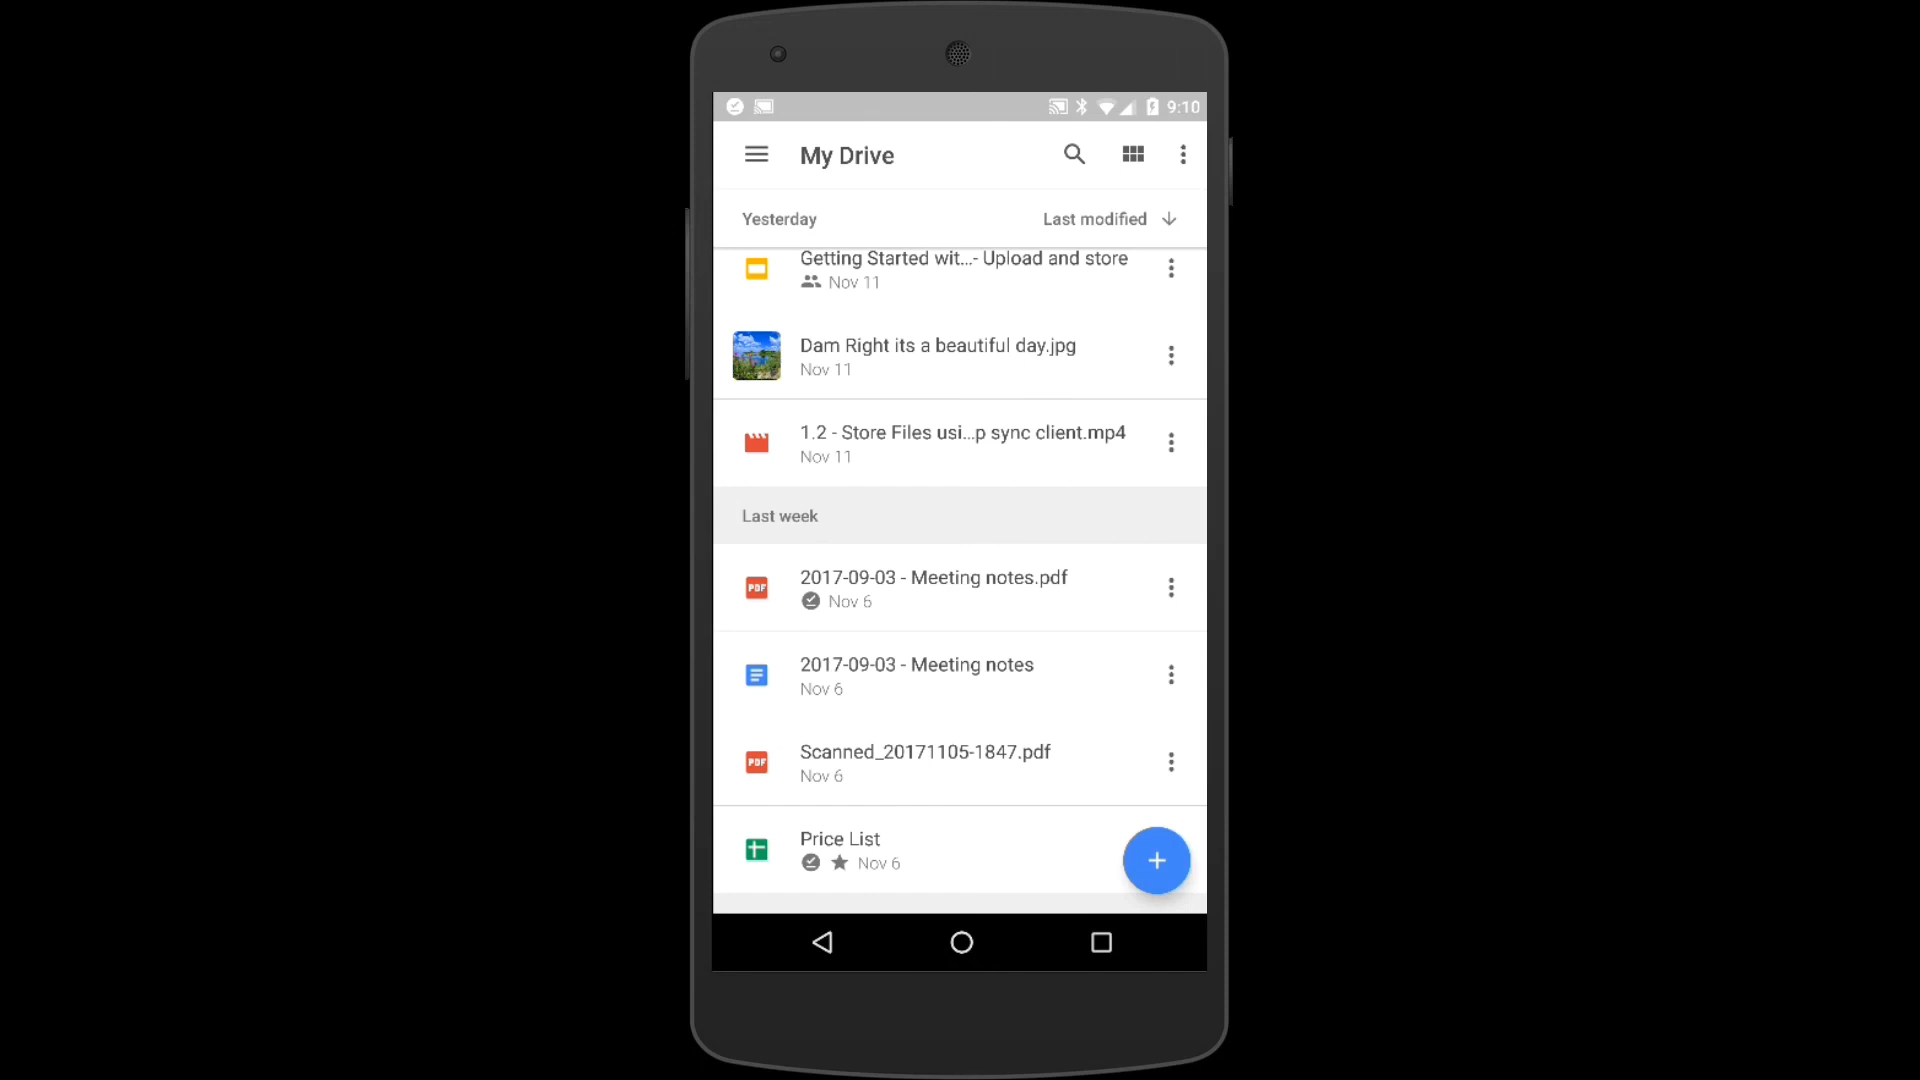 9:10
My Drive
Yesterday
Last modified
Getting Started wit...- Upload and store
Nov 11
Dam Right its a beautiful day.jpg
Nov 11
1.2 - Store Files usi...p sync client.mp4
Nov 11
Last week
PDF
2017-09-03 - Meeting notes.pdf
Nov 6
2017-09-03 - Meeting notes
Nov 6
PDF
Scanned_20171105-1847.pdf
Nov 6
Price List
Nov 6